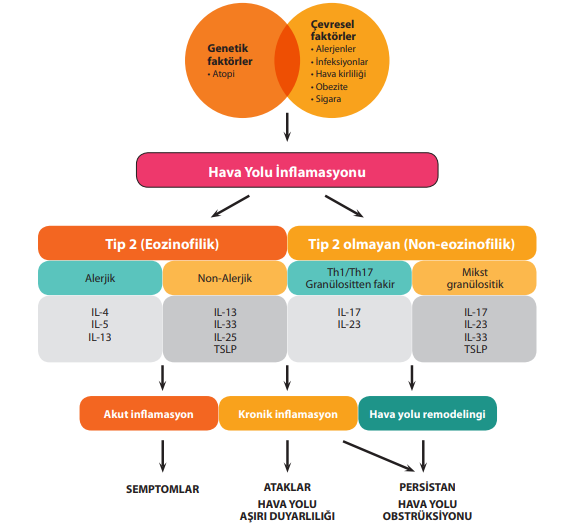 Genetik
faktörler
• Atopi
Çevresel
faktörler
• Alerjenler
• İnfeksiyonlar
• Hava kirliliği
• Obezite
• Sigara
Hava Yolu İnflamasyonu
Tip 2 (Eozinofilik)
Tip 2 olmayan (Non-eozinofilik)
Alerjik
Non-Alerjik
Th1/Th17
Granülositten fakir
Mikst
granülositik
IL-4
IL-5
IL-13
IL-13
IL-33
IL-25
TSLP
IL-17
IL-23
IL-17
IL-23
IL-33
TSLP
Akut inflamasyon
Kronik inflamasyon
Hava yolu remodelingi
SEMPTOMLAR
ATAKLAR
HAVA YOLU
AŞIRI DUYARLILIĞI
PERSİSTAN
HAVA YOLU
OBSTRÜKSİYONU